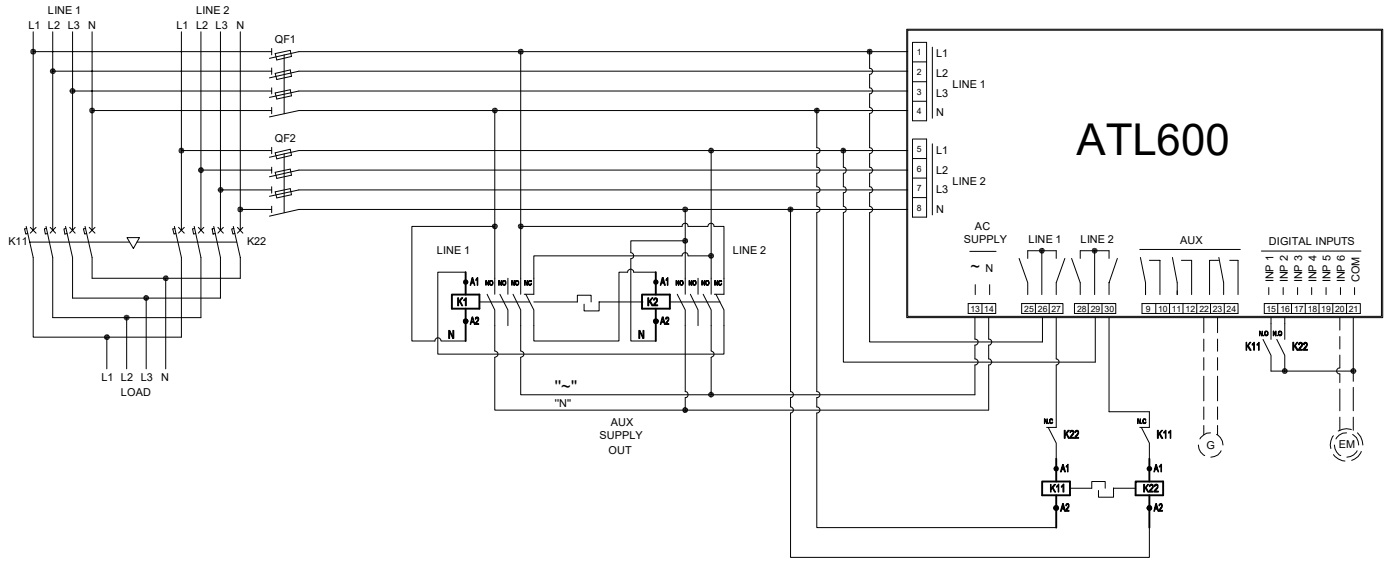 LINE 1
L1 L2 L3 N
LINE 2
L1 L2 L3 N
QF1
QF2
K11
K22
L1 L2 L3 N
LOAD
ATL600
1 L1
2 L2
3 L3
4 N
LINE 1
5 L1
6 L2
7 L3
8 N
LINE 2
AC
SUPPLY
~ N
13 14
LINE 1
25 26 27
LINE 2
28 29 30
AUX
9 10 11 12 22 23 24
DIGITAL INPUTS
INP 1
INP 2
INP 3
INP 4
INP 5
INP 6
COM
15 16 17 18 19 20 21
LINE 1
A1
K1
A2
N
NO NO NO NC
LINE 2
A1
K2
A2
N
NO NO NO NC
"~"
"N"
AUX
SUPPLY
OUT
N.O N.O
K11 K22
N.C
K22
A1
K11
A2
N.C
K11
A1
K22
A2
G
EM